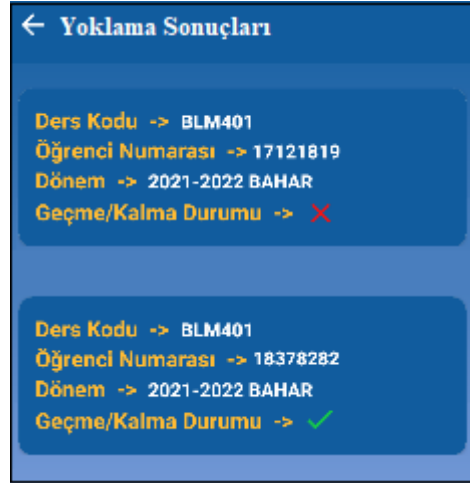 ← Yoklama Sonuçları
Ders Kodu -> BLM401
Öğrenci Numarası -> 17121819
Dönem -> 2021-2022 BAHAR
Geçme/Kalma Durumu -> ✕
Ders Kodu -> BLM401
Öğrenci Numarası -> 18378282
Dönem -> 2021-2022 BAHAR
Geçme/Kalma Durumu -> ✓